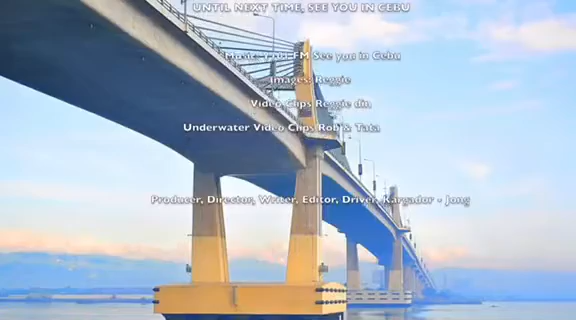 UNTIL NEXT TIME, SEE YOU IN CEBU
FM See you in Cebu
Images: Reggie
Video Clips Reggie din
Underwater Video Clips Rob & Tata
Producer, Director, Writer, Editor, Driver, Kargador - Jong